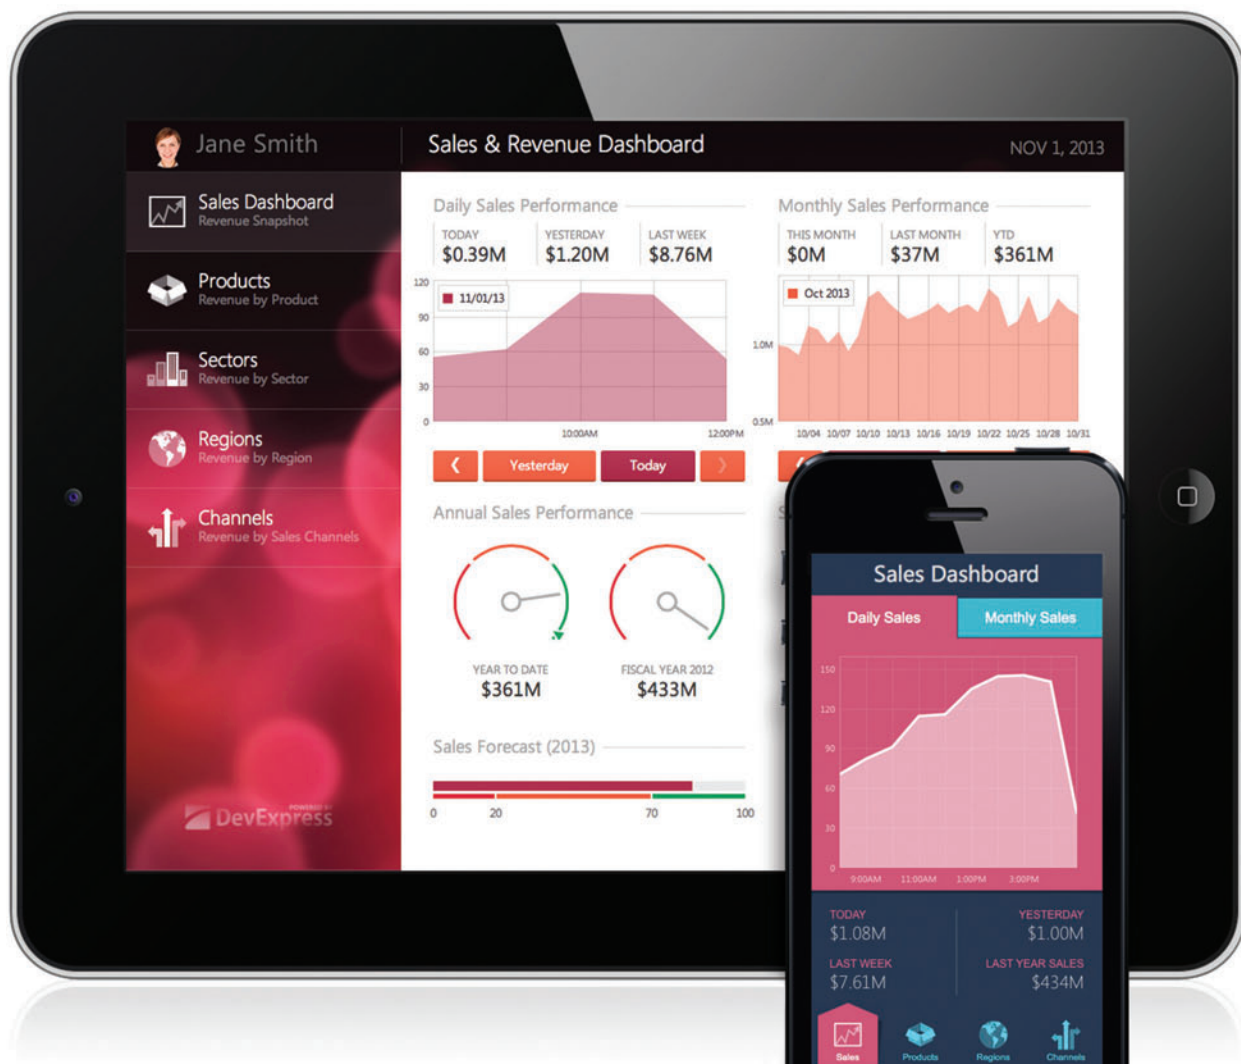 Jane Smith
Sales & Revenue Dashboard
NOV 1, 2013
Sales Dashboard
Revenue Snapshot
Products
Revenue by Product
Sectors
Revenue by Sector
Regions
Revenue by Region
Channels
Revenue by Sales Channels
POWERED BY
DevExpress
Daily Sales Performance
TODAY YESTERDAY LAST WEEK
$0.39M $1.20M $8.76M
120
11/01/13
90
60
30
0
10:00AM 12:00PM
Yesterday Today
Monthly Sales Performance
THIS MONTH LAST MONTH YTD
$0M $37M $361M
Oct 2013
1.0M
0.5M
10/04 10/07 10/10 10/13 10/16 10/19 10/22 10/25 10/28 10/31
Annual Sales Performance
YEAR TO DATE FISCAL YEAR 2012
$361M $433M
Sales Forecast (2013)
0 20 70 100
Sales Dashboard
Daily Sales Monthly Sales
150
120
90
60
30
0
9:00AM 11:00AM 1:00PM 3:00PM
TODAY YESTERDAY
$1.08M $1.00M
LAST WEEK LAST YEAR SALES
$7.61M $434M
Sales Products Regions Channels